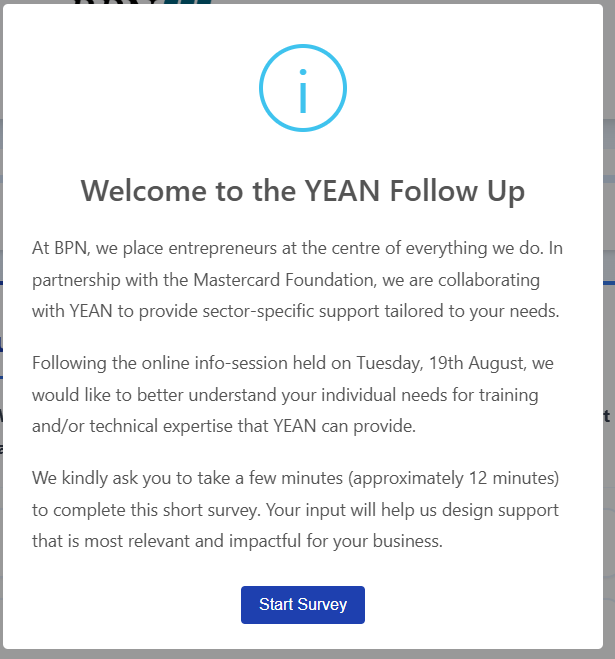 Welcome to the YEAN Follow Up
At BPN, we place entrepreneurs at the centre of everything we do. In
partnership with the Mastercard Foundation, we are collaborating
with YEAN to provide sector-specific support tailored to your needs.
Following the online info-session held on Tuesday, 19th August, we
would like to better understand your individual needs for training
and/or technical expertise that YEAN can provide.
We kindly ask you to take a few minutes (approximately 12 minutes)
to complete this short survey. Your input will help us design support
that is most relevant and impactful for your business.
Start Survey